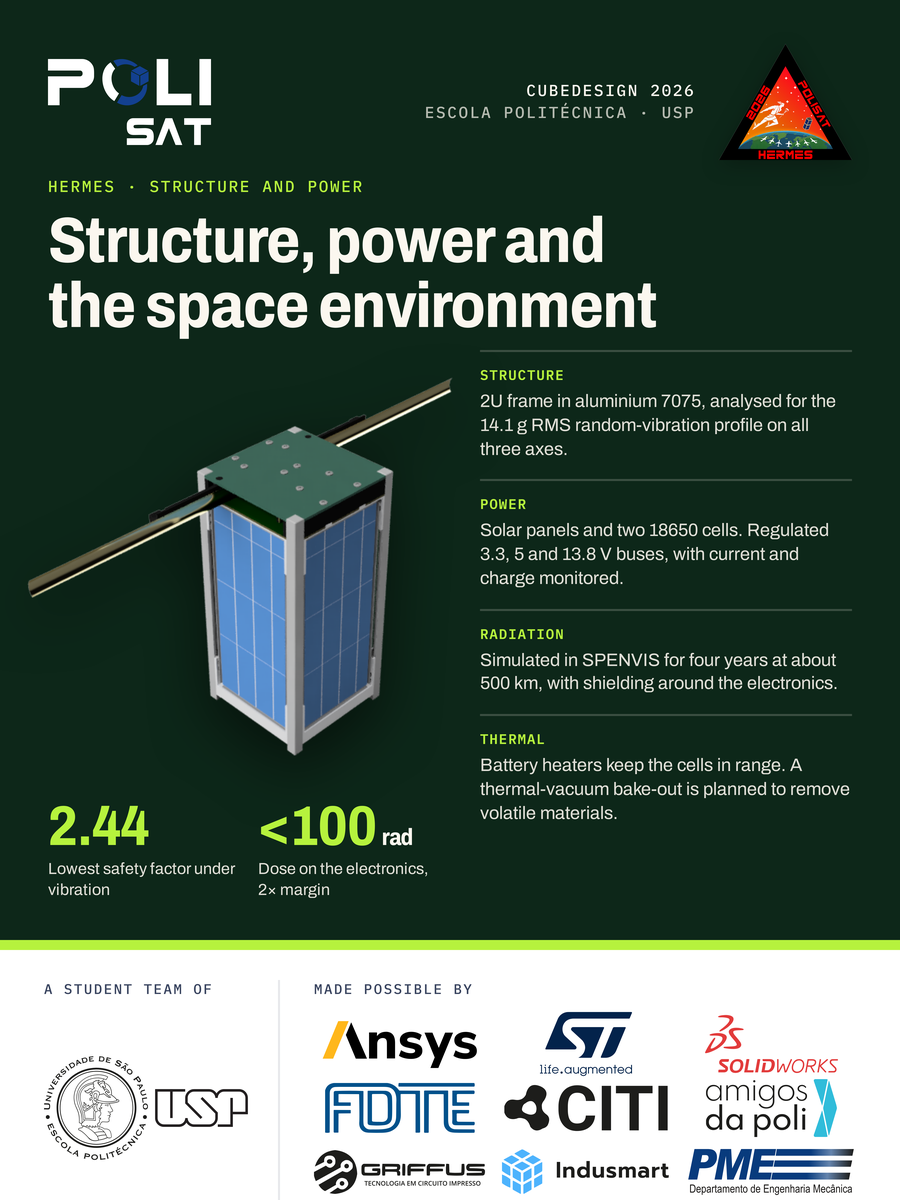 POLI
SAT
CUBEDESIGN 2026
ESCOLA POLITÉCNICA · USP
2026
POLISAT
HERMES
HERMES · STRUCTURE AND POWER
Structure, power and
the space environment
STRUCTURE
2U frame in aluminium 7075, analysed for the
14.1 g RMS random-vibration profile on all
three axes.
POWER
Solar panels and two 18650 cells. Regulated
3.3, 5 and 13.8 V buses, with current and
charge monitored.
RADIATION
Simulated in SPENVIS for four years at about
500 km, with shielding around the electronics.
THERMAL
Battery heaters keep the cells in range. A
thermal-vacuum bake-out is planned to remove
volatile materials.
2.44
Lowest safety factor under
vibration
<100 rad
Dose on the electronics,
2× margin
A STUDENT TEAM OF
UNIVERSIDADE DE SÃO PAULO
ESCOLA POLITÉCNICA
USP
MADE POSSIBLE BY
Ansys
ST
life.augmented
3S
SOLIDWORKS
FDTE
CITI
amigos
da poli
GRIFFUS
TECNOLOGIA EM CIRCUITO IMPRESSO
Indusmart
PME
Departamento de Engenharia Mecânica